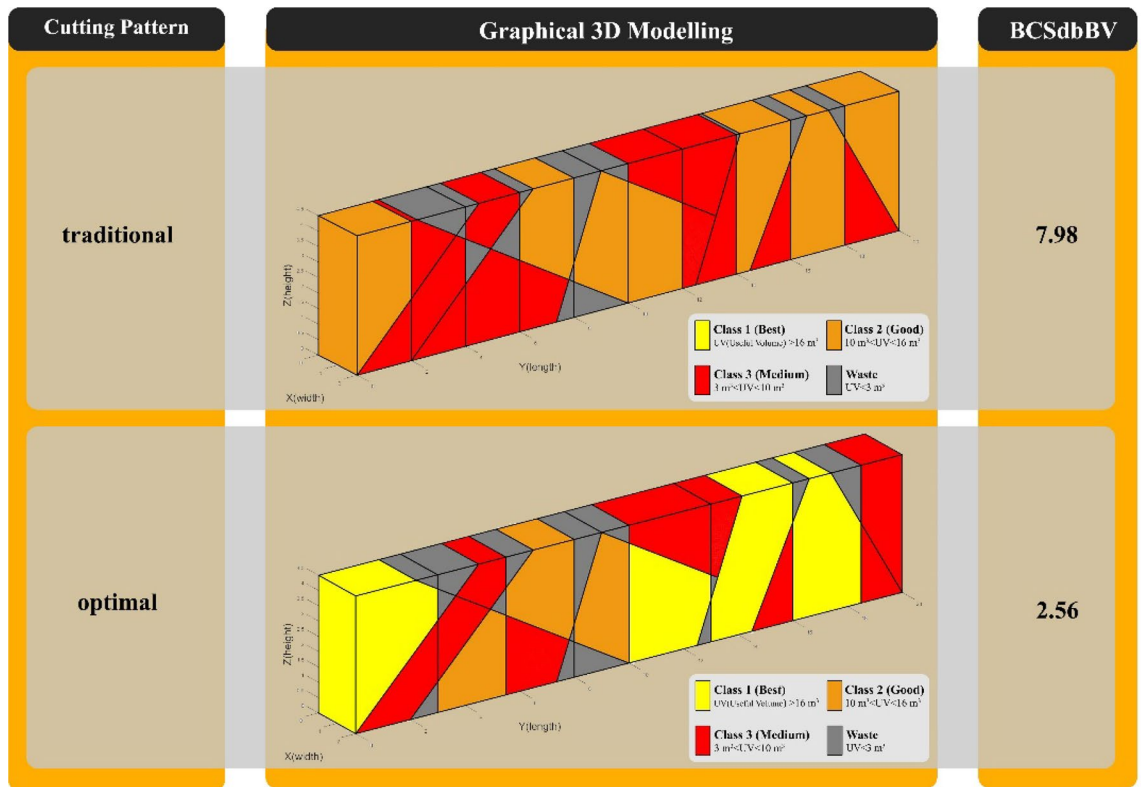 Cutting Pattern
Graphical 3D Modelling
BCSdbBV
traditional
7.98
Z(height)
Y(length)
X(width)
Class 1 (Best)
UV(Useful Volume) >16 m³
Class 2 (Good)
10 m³<UV<16 m³
Class 3 (Medium)
3 m³<UV<10 m³
Waste
UV<3 m³
optimal
2.56
Z(height)
Y(length)
X(width)
Class 1 (Best)
UV(Useful Volume) >16 m³
Class 2 (Good)
10 m³<UV<16 m³
Class 3 (Medium)
3 m³<UV<10 m³
Waste
UV<3 m³